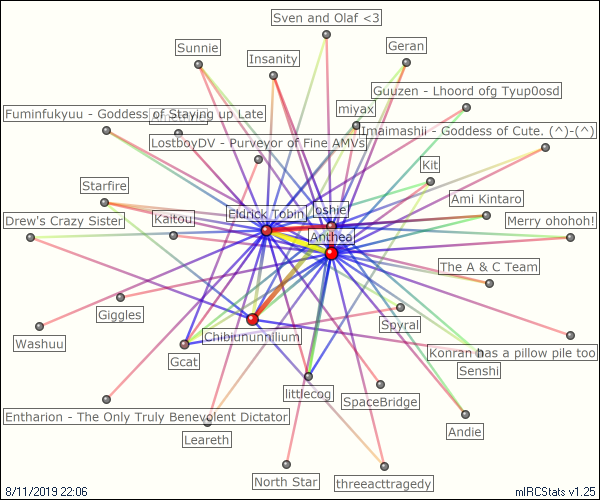 Sven and Olaf <3
Sunnie
Geran
Insanity
Guuzen - Lhoord ofg Tyup0osd
miyax
Fuminfukyuu - Goddess of Staying up Late
Imaimashii - Goddess of Cute. (^)-(^)
LostboyDV - Purveyor of Fine AMVs
Kit
Starfire
Ami Kintaro
Eldrick Tobin
oshie
Drew's Crazy Sister
Kaitou
Merry ohohoh!
Anthea
The A & C Team
Giggles
Spyral
Washuu
Chibiununnilium
Konran has a pillow pile too
Gcat
Senshi
littlecog
SpaceBridge
Entharion - The Only Truly Benevolent Dictator
Andie
Leareth
North Star
threeacttragedy
8/11/2019 22:06
mIRCStats v1.25